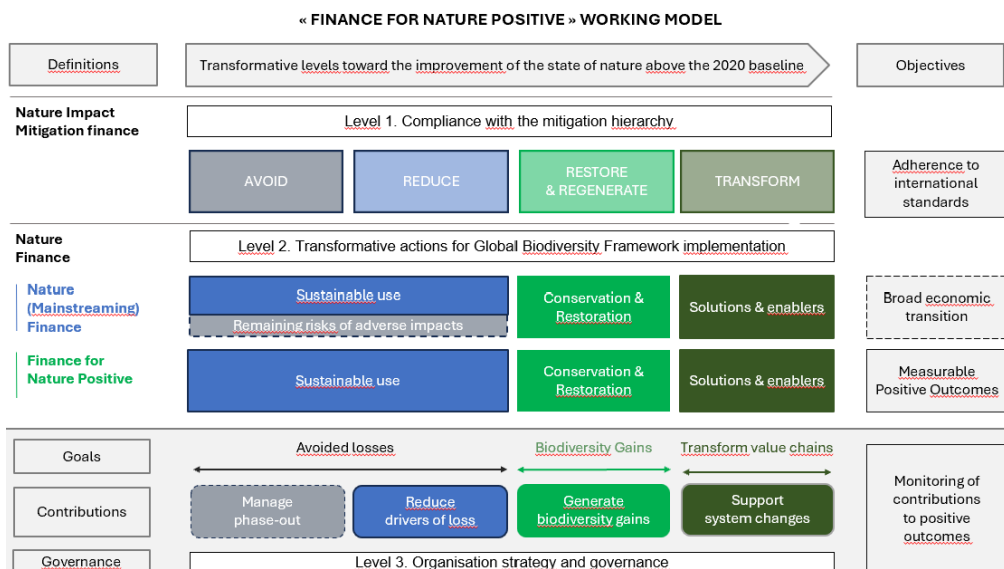 « FINANCE FOR NATURE POSITIVE » WORKING MODEL
Definitions
Transformative levels toward the improvement of the state of nature above the 2020 baseline
Objectives
Nature Impact
Mitigation finance
Level 1. Compliance with the mitigation hierarchy
AVOID
REDUCE
RESTORE
& REGENERATE
TRANSFORM
Adherence to
international
standards
Nature
Finance
Level 2. Transformative actions for Global Biodiversity Framework implementation
Nature
(Mainstreaming)
Finance
Sustainable use
Remaining risks of adverse impacts
Conservation &
Restoration
Solutions & enablers
Broad economic
transition
Finance for
Nature Positive
Sustainable use
Conservation &
Restoration
Solutions & enablers
Measurable
Positive Outcomes
Goals
Avoided losses
Biodiversity Gains
Transform value chains
Contributions
Manage
phase-out
Reduce
drivers of loss
Generate
biodiversity gains
Support
system changes
Monitoring of
contributions
to positive
outcomes
Governance
Level 3. Organisation strategy and governance